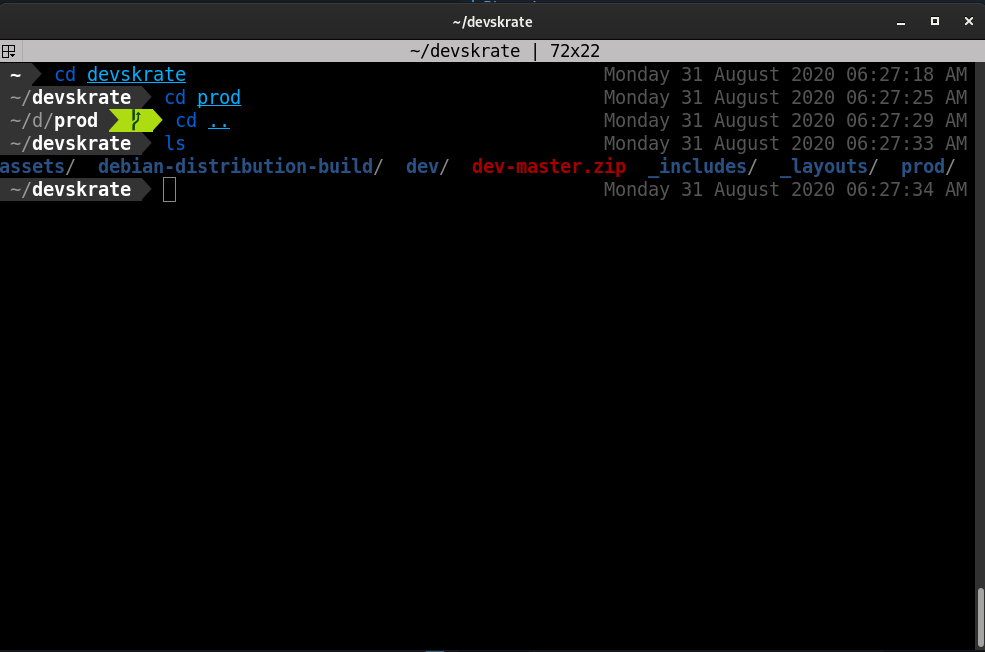 ~/devskrate
~/devskrate | 72x22
~ cd devskrate Monday 31 August 2020 06:27:18 AM
~/devskrate cd prod Monday 31 August 2020 06:27:25 AM
~/d/prod cd .. Monday 31 August 2020 06:27:29 AM
~/devskrate ls Monday 31 August 2020 06:27:33 AM
assets/ debian-distribution-build/ dev/ dev-master.zip _includes/ _layouts/ prod/
~/devskrate Monday 31 August 2020 06:27:34 AM